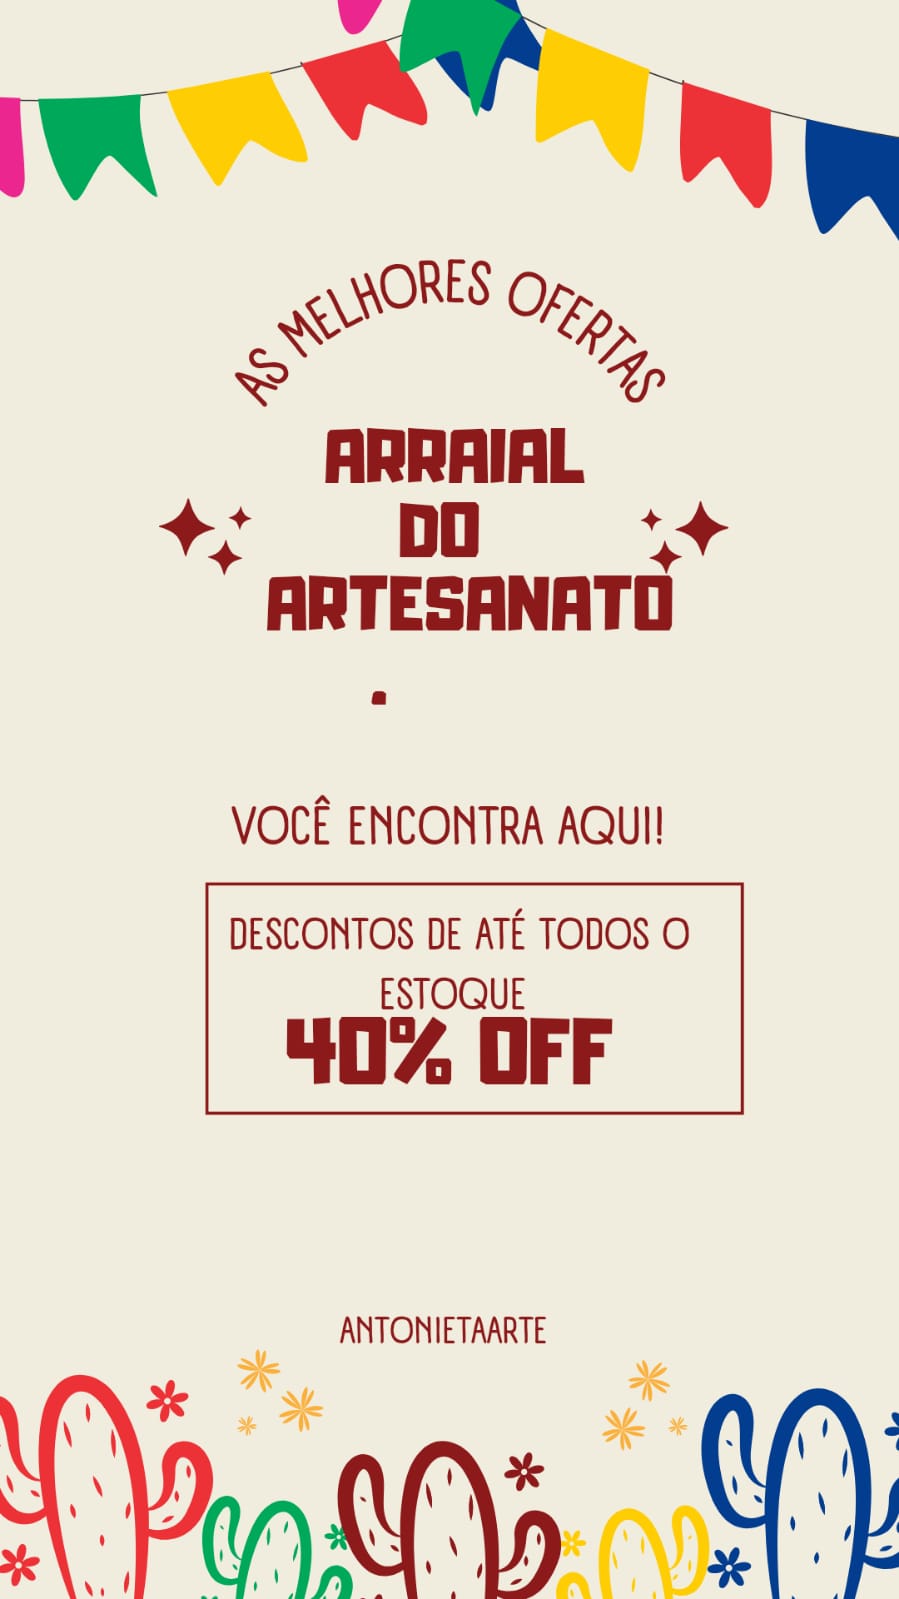 AS MELHORES OFERTAS
ARRAIAL
DO
ARTESANATO
.
VOCÊ ENCONTRA AQUI!
DESCONTOS DE ATÉ TODOS O
ESTOQUE
40% OFF
ANTONIETAARTE